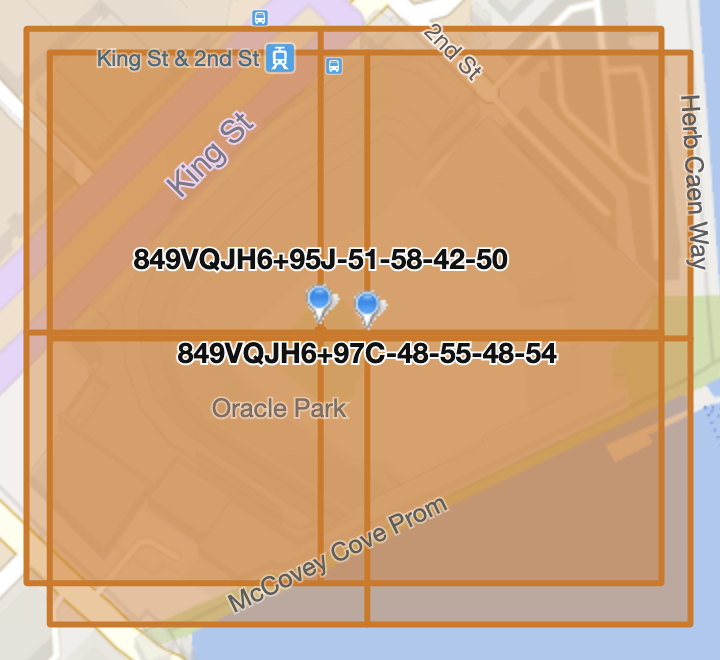 King St & 2nd St
2nd St
King St
Herb Caen Way
849VQJH6+95J-51-58-42-50
849VQJH6+97C-48-55-48-54
Oracle Park
McCovey Cove Prom